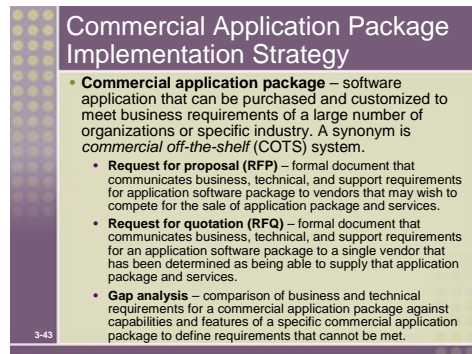 Commercial Application Package
Implementation Strategy
• Commercial application package – software
application that can be purchased and customized to
meet business requirements of a large number of
organizations or specific industry. A synonym is
commercial off-the-shelf (COTS) system.
• Request for proposal (RFP) – formal document that
communicates business, technical, and support requirements
for application software package to vendors that may wish to
compete for the sale of application package and services.
• Request for quotation (RFQ) – formal document that
communicates business, technical, and support requirements
for an application software package to a single vendor that
has been determined as being able to supply that application
package and services.
• Gap analysis – comparison of business and technical
requirements for a commercial application package against
capabilities and features of a specific commercial application
package to define requirements that cannot be met.
3-43